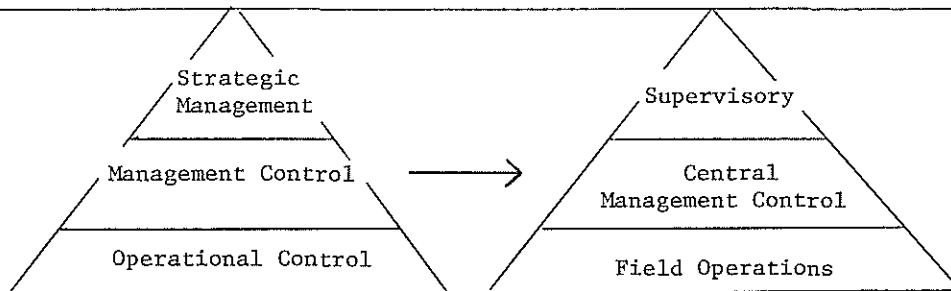 Strategic
Management
Management Control
Operational Control
Supervisory
Central
Management Control
Field Operations